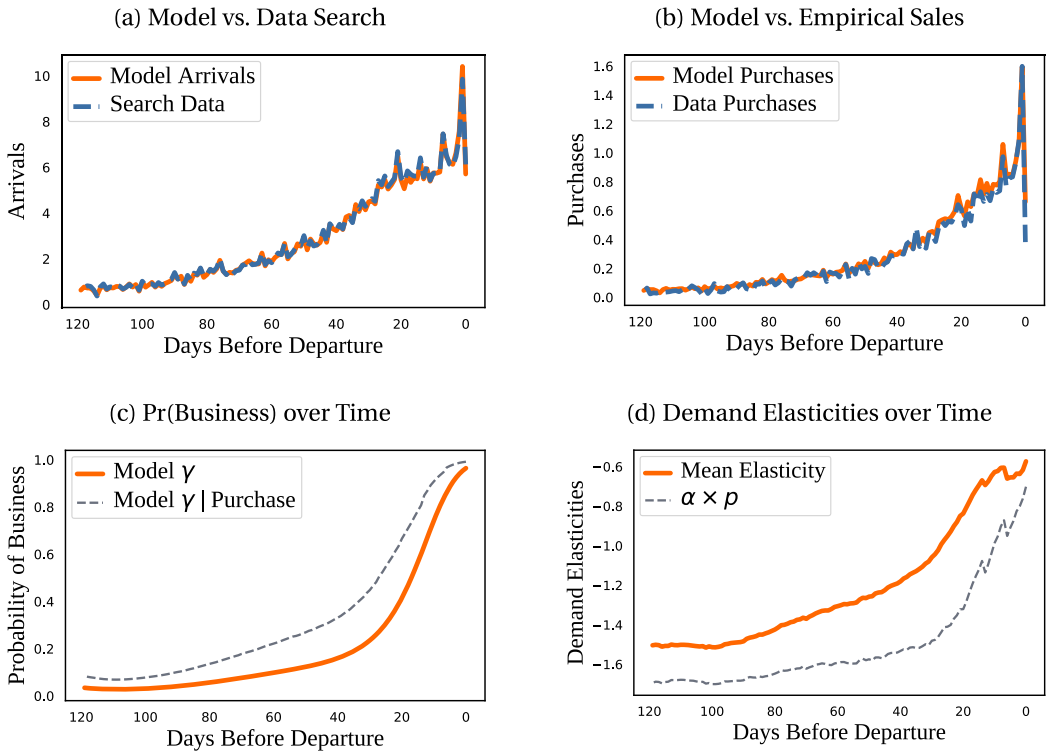 (a) Model vs. Data Search
Model Arrivals
Search Data
Arrivals
10
8
6
4
2
0
120 100 80 60 40 20 0
Days Before Departure
(b) Model vs. Empirical Sales
Model Purchases
Data Purchases
Purchases
1.6
1.4
1.2
1.0
0.8
0.6
0.4
0.2
0.0
120 100 80 60 40 20 0
Days Before Departure
(c) Pr(Business) over Time
Model γ
Model γ | Purchase
Probability of Business
1.0
0.8
0.6
0.4
0.2
0.0
120 100 80 60 40 20 0
Days Before Departure
(d) Demand Elasticities over Time
Mean Elasticity
α × p
Demand Elasticities
−0.6
−0.8
−1.0
−1.2
−1.4
−1.6
120 100 80 60 40 20 0
Days Before Departure